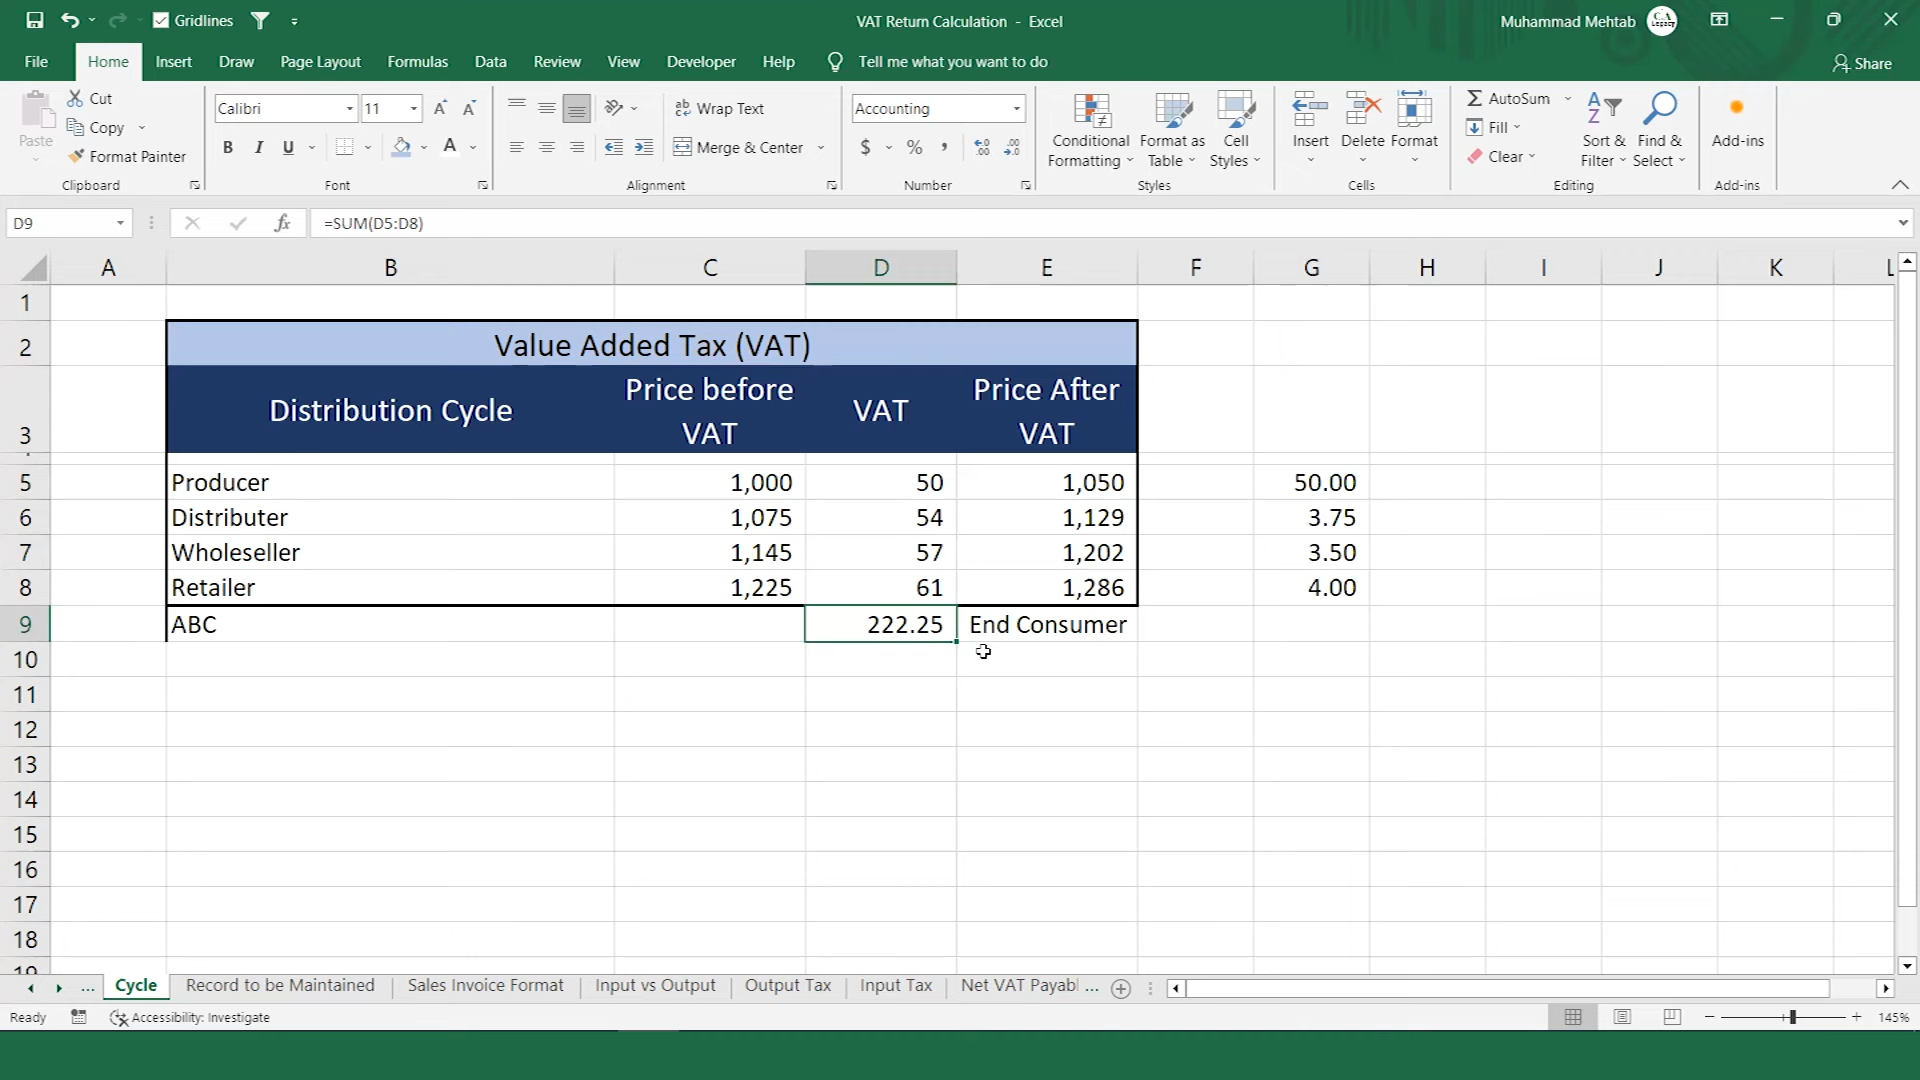 Gridlines
VAT Return Calculation - Excel
Muhammad Mehtab
File Home Insert Draw Page Layout Formulas Data Review View Developer Help Tell me what you want to do
Share
Paste
Cut
Copy
Format Painter
Clipboard
Calibri 11
B I U
Font
Wrap Text
Merge & Center
Alignment
Accounting
$ % ,
Number
Conditional Formatting
Format as Table
Cell Styles
Styles
Insert Delete Format
Cells
AutoSum
Fill
Clear
Sort & Filter
Find & Select
Editing
Add-ins
Add-ins
D9 fx =SUM(D5:D8)
A B C D E F G H I J K L
1
2 Value Added Tax (VAT)
3 Distribution Cycle Price before VAT VAT Price After VAT
5 Producer 1,000 50 1,050 50.00
6 Distributer 1,075 54 1,129 3.75
7 Wholeseller 1,145 57 1,202 3.50
8 Retailer 1,225 61 1,286 4.00
9 ABC 222.25 End Consumer
10
11
12
13
14
15
16
17
18
19
... Cycle Record to be Maintained Sales Invoice Format Input vs Output Output Tax Input Tax Net VAT Payabl ...
Ready Accessibility: Investigate 145%